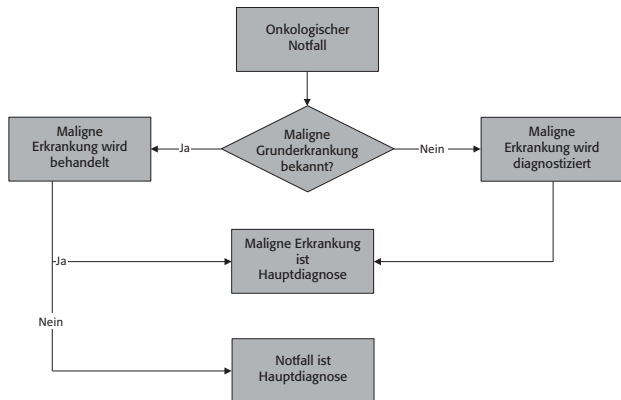 Onkologischer
Notfall
Maligne
Erkrankung wird
behandelt
Ja
Maligne
Grunderkrankung
bekannt?
Nein
Maligne
Erkrankung wird
diagnostiziert
Ja
Maligne Erkrankung
ist
Hauptdiagnose
Nein
Notfall ist
Hauptdiagnose